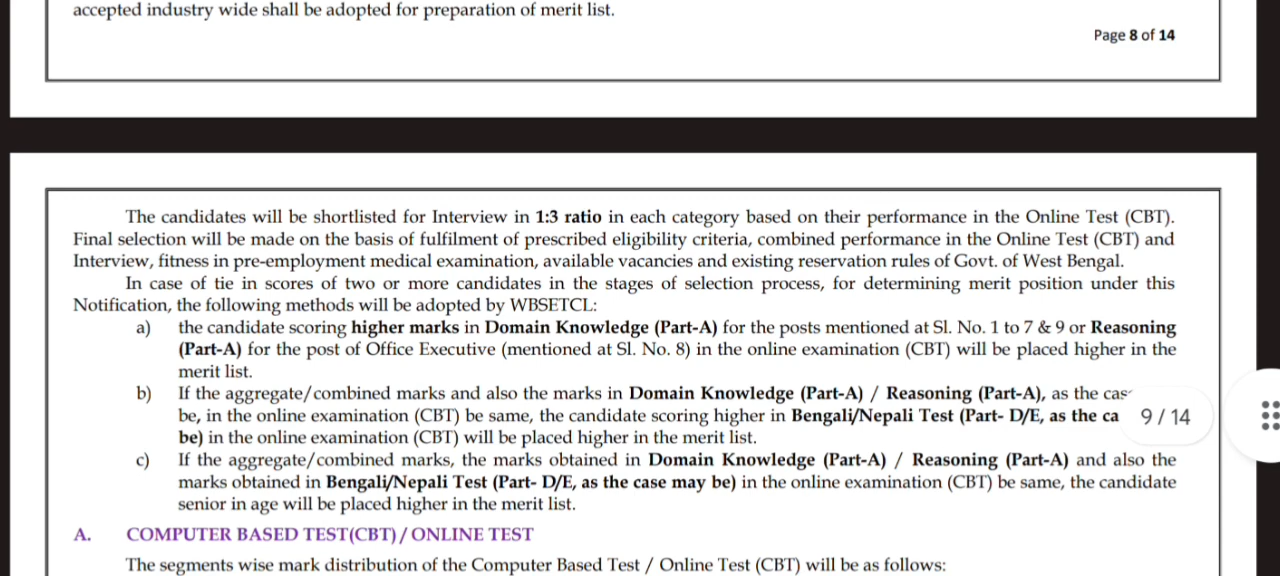 accepted industry wide shall be adopted for preparation of merit list.
Page 8 of 14
The candidates will be shortlisted for Interview in 1:3 ratio in each category based on their performance in the Online Test (CBT).
Final selection will be made on the basis of fulfilment of prescribed eligibility criteria, combined performance in the Online Test (CBT) and
Interview, fitness in pre-employment medical examination, available vacancies and existing reservation rules of Govt. of West Bengal.
In case of tie in scores of two or more candidates in the stages of selection process, for determining merit position under this
Notification, the following methods will be adopted by WBSETCL:
a) the candidate scoring higher marks in Domain Knowledge (Part-A) for the posts mentioned at Sl. No. 1 to 7 & 9 or Reasoning
(Part-A) for the post of Office Executive (mentioned at Sl. No. 8) in the online examination (CBT) will be placed higher in the
merit list.
b) If the aggregate/combined marks and also the marks in Domain Knowledge (Part-A) / Reasoning (Part-A), as the
be, in the online examination (CBT) be same, the candidate scoring higher in Bengali/Nepali Test (Part- D/E, as the
9 / 14
be) in the online examination (CBT) will be placed higher in the merit list.
c) If the aggregate/combined marks, the marks obtained in Domain Knowledge (Part-A) / Reasoning (Part-A) and also the
marks obtained in Bengali/Nepali Test (Part- D/E, as the case may be) in the online examination (CBT) be same, the candidate
senior in age will be placed higher in the merit list.
A. COMPUTER BASED TEST(CBT) / ONLINE TEST
The segments wise mark distribution of the Computer Based Test / Online Test (CBT) will be as follows: